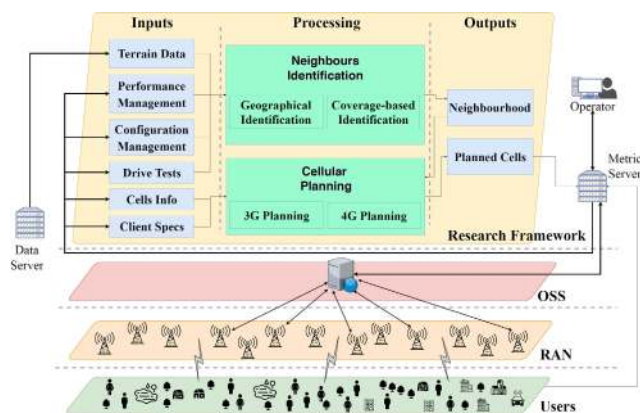 Inputs
Processing
Outputs
Terrain Data
Performance
Management
Configuration
Management
Drive Tests
Cells Info
Client Specs
Neighbours
Identification
Geographical
Identification
Coverage-based
Identification
Cellular
Planning
3G Planning
4G Planning
Neighbourhood
Planned Cells
Operator
Metric
Server
Data
Server
Research Framework
OSS
RAN
Users